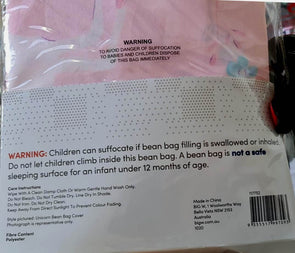 WARNING
TO AVOID DANGER OF SUFFOCATION
TO BABIES AND CHILDREN DISPOSE
OF THIS BAG IMMEDIATELY
WARNING: Children can suffocate if bean bag filling is swallowed or inhaled.
Do not let children climb inside this bean bag. A bean bag is not a safe
sleeping surface for an infant under 12 months of age.
Care Instructions
Wipe With A Clean Damp Cloth Or Warm Gentle Hand Wash Only.
Do Not Bleach. Do Not Tumble Dry. Line Dry In Shade.
Do Not Iron. Do Not Dry Clean.
Keep Away From Direct Sunlight To Prevent Colour Fading.
Style pictured: Unicorn Bean Bag Cover
Photograph is representative only.
Fibre Content
Polyester
Made in China
BIG W, 1 Woolworths Way
Bella Vista NSW 2153
Australia
bigw.com.au